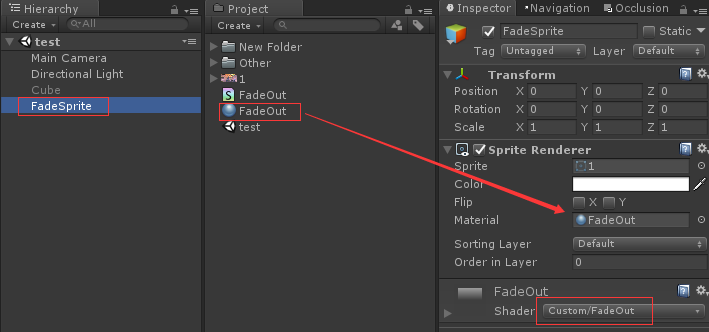 Hierarchy
Create All
test
Main Camera
Directional Light
Cube
FadeSprite
Project
Create
New Folder
Other
1
FadeOut
FadeOut
test
Inspector Navigation Occlusion
FadeSprite Static
Tag Untagged Layer Default
Transform
Position X 0 Y 0 Z 0
Rotation X 0 Y 0 Z 0
Scale X 1 Y 1 Z 1
Sprite Renderer
Sprite 1
Color
Flip X Y
Material FadeOut
Sorting Layer Default
Order in Layer 0
FadeOut
Shader Custom/FadeOut